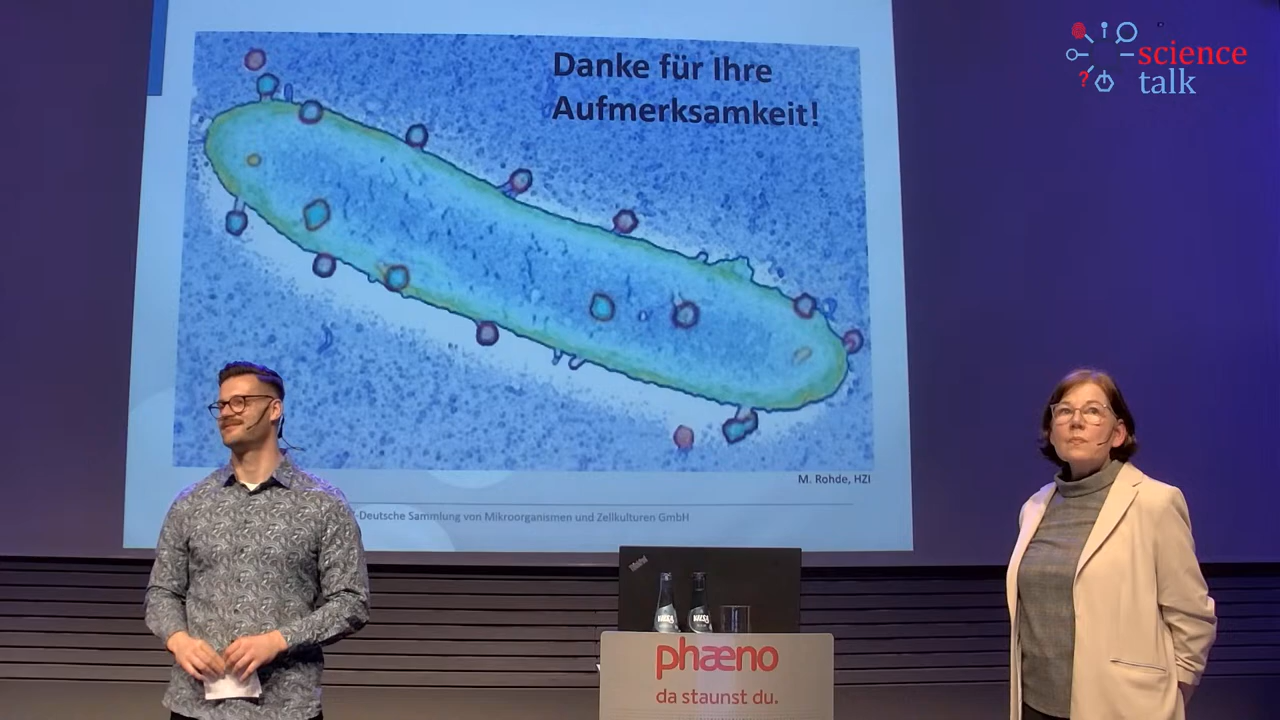 Danke für Ihre
Aufmerksamkeit!
science
talk
M. Rohde, HZI
-Deutsche Sammlung von Mikroorganismen und Zellkulturen GmbH
phæno
da staunst du.